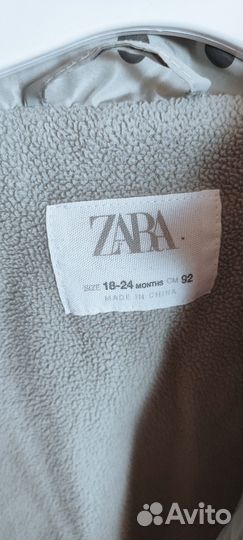 ZARA
SIZE 18-24 MONTHS CM 92
MADE IN CHINA
Avito